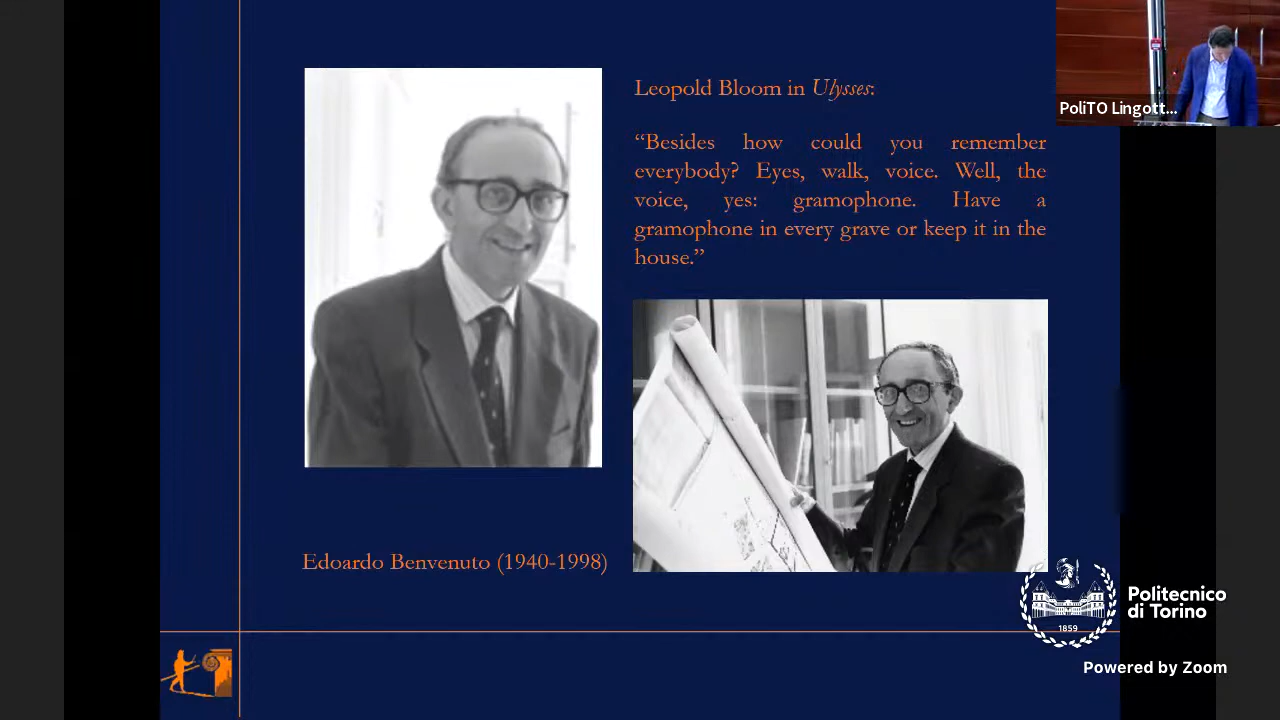 Leopold Bloom in Ulysses:
“Besides how could you remember
everybody? Eyes, walk, voice. Well, the
voice, yes: gramophone. Have a
gramophone in every grave or keep it in the
house.”
Edoardo Benvenuto (1940-1998)
PoliTO Lingott...
Politecnico
di Torino
1859
Powered by Zoom